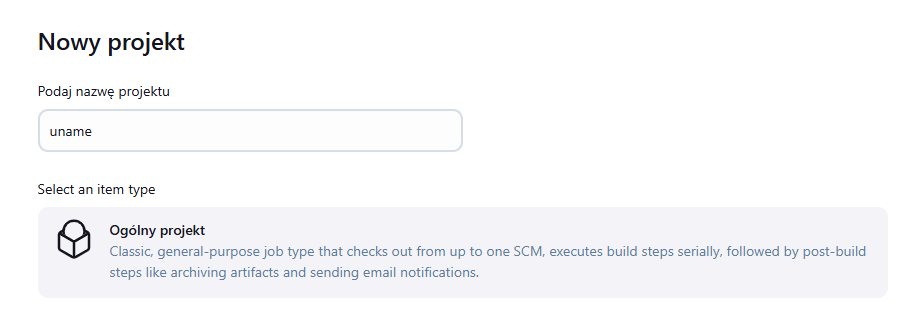 Nowy projekt
Podaj nazwę projektu
uname
Select an item type
Ogólny projekt
Classic, general-purpose job type that checks out from up to one SCM, executes build steps serially, followed by post-build
steps like archiving artifacts and sending email notifications.